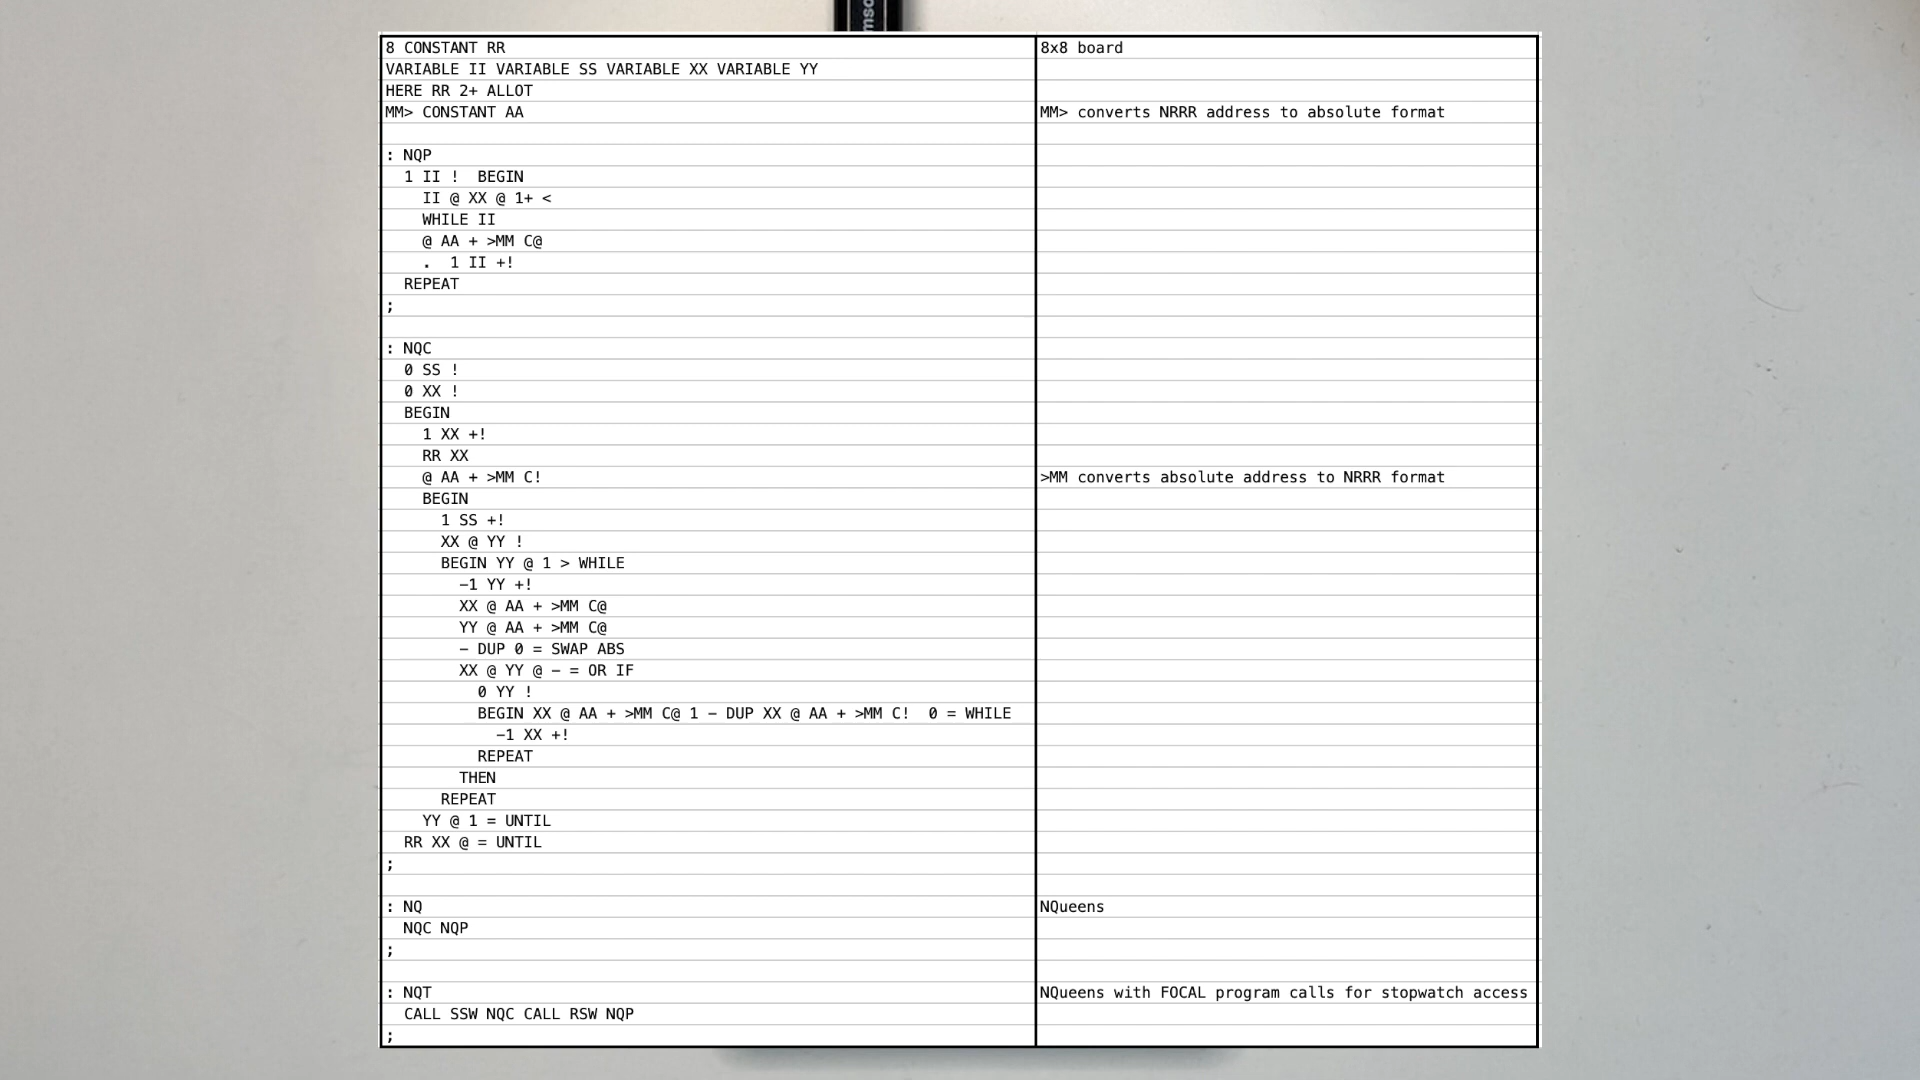 mso
8 CONSTANT RR 8x8 board
VARIABLE II VARIABLE SS VARIABLE XX VARIABLE YY
HERE RR 2+ ALLOT
MM> CONSTANT AA MM> converts NRRR address to absolute format
: NQP
1 II ! BEGIN
II @ XX @ 1+ <
WHILE II
@ AA + >MM C@
. 1 II +!
REPEAT
;
: NQC
0 SS !
0 XX !
BEGIN
1 XX +!
RR XX
@ AA + >MM C! >MM converts absolute address to NRRR format
BEGIN
1 SS +!
XX @ YY !
BEGIN YY @ 1 > WHILE
−1 YY +!
XX @ AA + >MM C@
YY @ AA + >MM C@
− DUP 0 = SWAP ABS
XX @ YY @ − = OR IF
0 YY !
BEGIN XX @ AA + >MM C@ 1 − DUP XX @ AA + >MM C! 0 = WHILE
−1 XX +!
REPEAT
THEN
REPEAT
YY @ 1 = UNTIL
RR XX @ = UNTIL
;
: NQ NQueens
NQC NQP
;
: NQT NQueens with FOCAL program calls for stopwatch access
CALL SSW NQC CALL RSW NQP
;